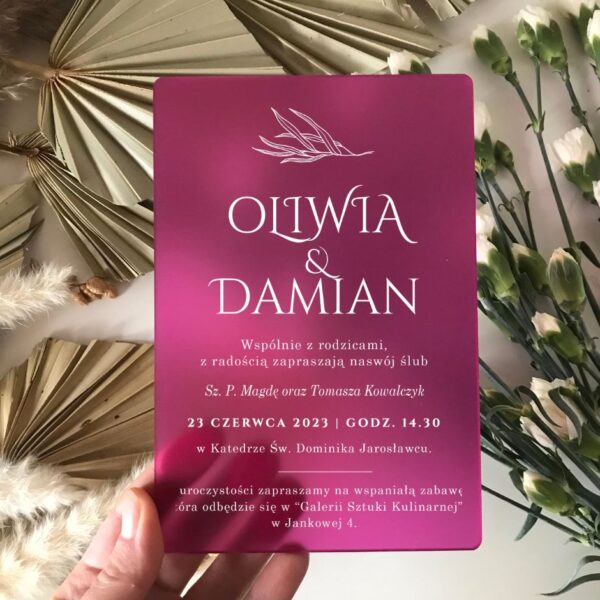 OLIWIA
&
DAMIAN
Wspólnie z rodzicami,
z radością zapraszają naswój ślub
Sz. P. Magdę oraz Tomasza Kowalczyk
23 CZERWCA 2023 | GODZ. 14.30
w Katedrze Św. Dominika Jarosławcu.
uroczystości zapraszamy na wspaniałą zabawę
tóra odbędzie się w “Galerii Sztuki Kulinarnej”
w Jankowej 4.